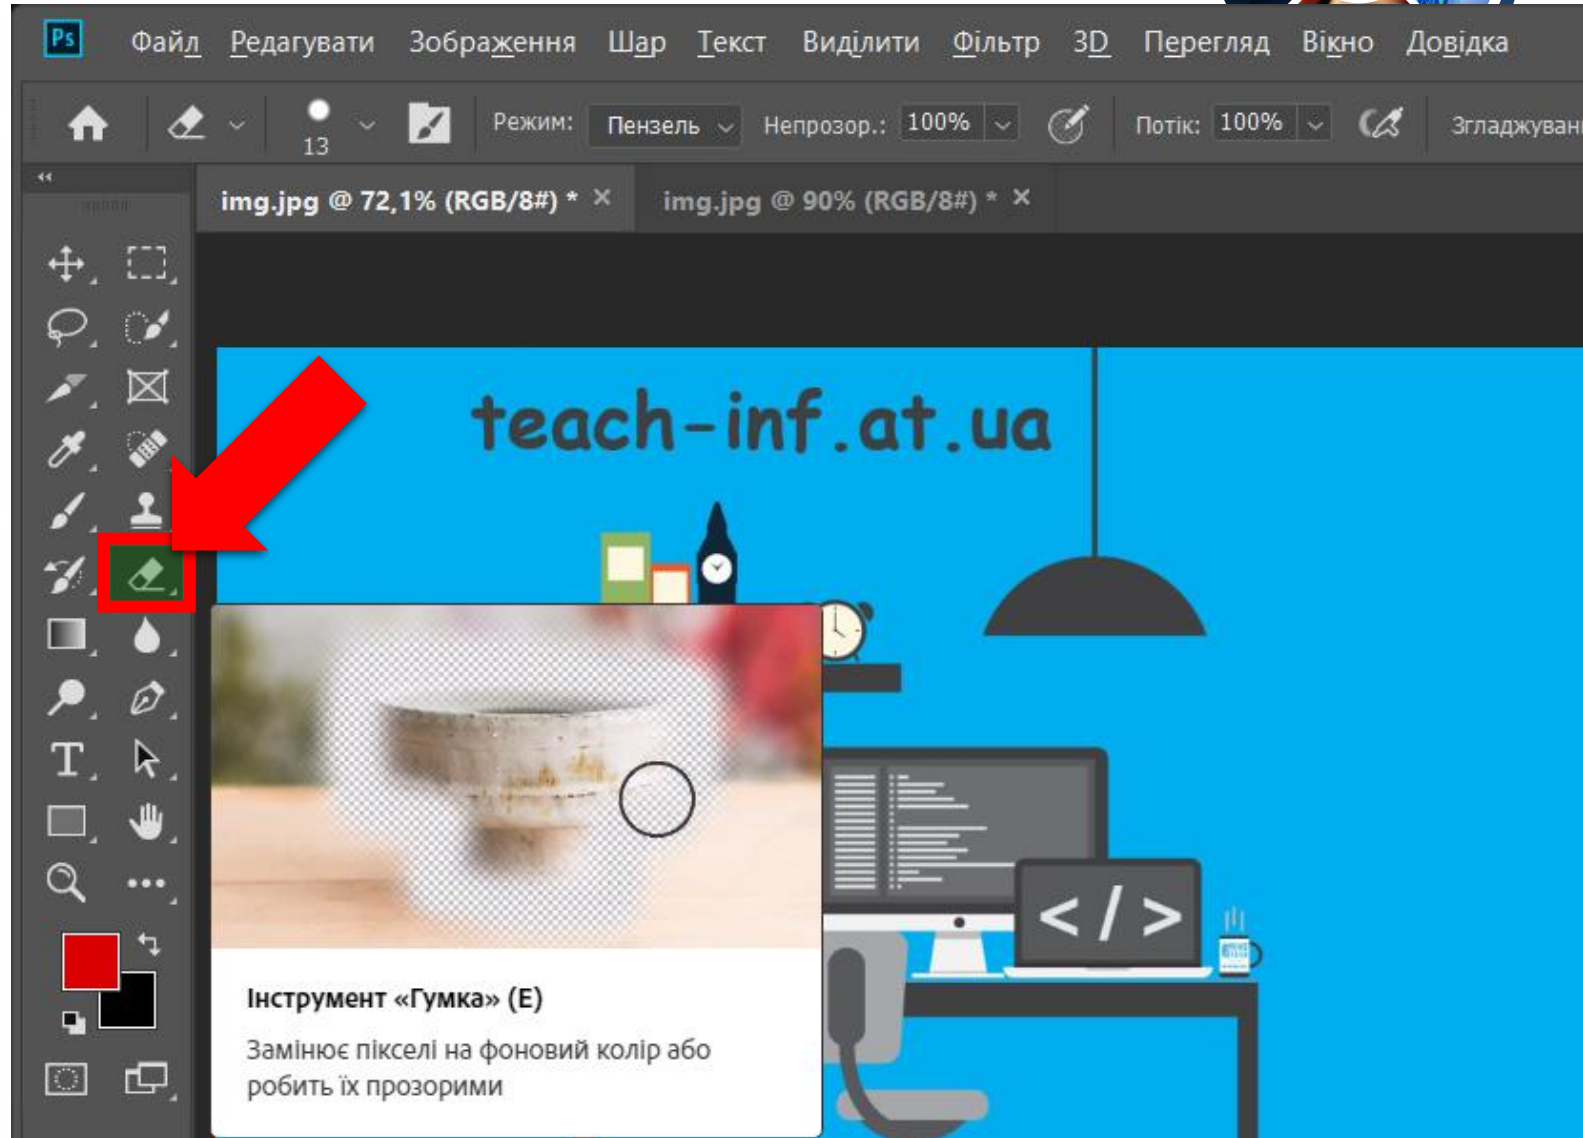 Ps Файл Редагувати Зображення Шар Текст Виділити Фільтр 3D Перегляд Вікно Довідка
13 Режим: Пензель Непрозор.: 100% Потік: 100%
img.jpg @ 72,1% (RGB/8#) * × img.jpg @ 90% (RGB/8#) * ×
teach-inf.at.ua
T
</>
Інструмент «Гумка» (E)
Замінює пікселі на фоновий колір або
робить їх прозорими